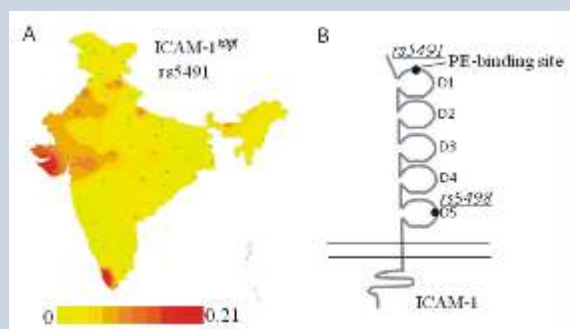 A
ICAM-1
rs5491
0
0.21
B
rs5491
PE-binding site
D1
D2
D3
D4
rs5498
D5
ICAM-1